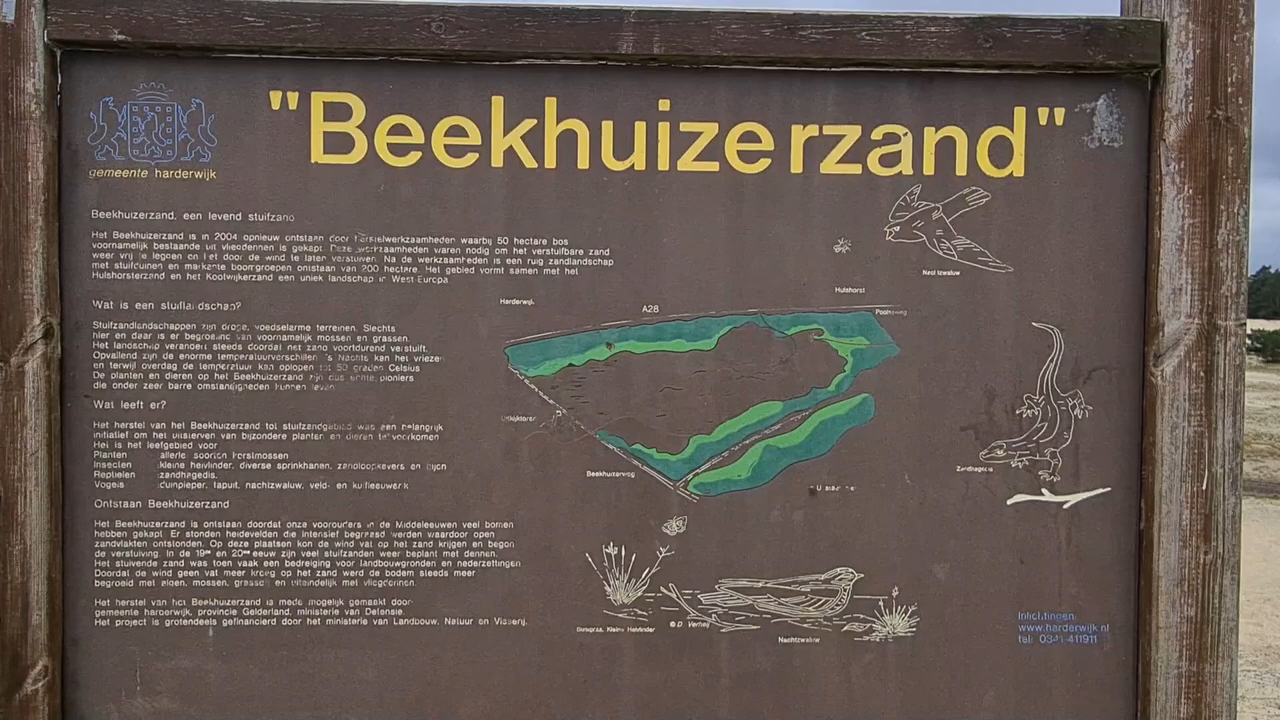 "Beekhuizerzand"
gemeente harderwijk
Beekhuizerzand, een levend stuifzand
Het Beekhuizerzand is in 2004 opnieuw ontstaan door herstelwerkzaamheden waarbij 50 hectare bos
voornamelijk bestaande uit vliegdennen is gekapt. Deze werkzaamheden waren nodig om het verstuifbare zand
weer vrij te leggen en het door de wind te laten verstuiven. Na de werkzaamheden is een ruig zandlandschap
met stuifduinen en markante boomgroepen ontstaan van 200 hectare. Het gebied vormt samen met het
Hulshorsterzand en het Kootwijkerzand een uniek landschap in West-Europa
Wat is een stuiflandschap?
Stuifzandlandschappen zijn droge, voedselarme terreinen. Slechts
hier en daar is er begroeiing van voornamelijk mossen en grassen.
Het landschap verandert steeds doordat het zand voortdurend verstuift.
Opvallend zijn de enorme temperatuurverschillen 's Nachts kan het vriezen
en terwijl overdag de temperatuur kan oplopen tot 50 graden Celsius
De planten en dieren op het Beekhuizerzand zijn dus echte pioniers
die onder zeer barre omstandigheden kunnen leven
Wat leeft er?
Het herstel van het Beekhuizerzand tot stuifzandgebied was een belangrijk
initiatief om het uitsterven van bijzondere planten en dieren te voorkomen
Het is het leefgebied voor
Planten :allerle soorten korstmossen
Insecten :kleine heivlinder, diverse sprinkhanen, zandloopkevers en bijen
Reptielen :zandhagedis.
Vogels :duinpieper, tapuit, nachtzwaluw, veld- en kuifleeuwerik
Ontstaan Beekhuizerzand
Het Beekhuizerzand is ontstaan doordat onze voorouders in de Middeleeuwen veel bomen
hebben gekapt Er stonden heidevelden die intensief begraasd werden waardoor open
zandvlakten ontstonden. Op deze plaatsen kon de wind vat op het zand krijgen en begon
de verstuiving. In de 19de en 20ste eeuw zijn veel stuifzanden weer beplant met dennen.
Het stuivende zand was toen vaak een bedreiging voor landbouwgronden en nederzettingen
Doordat de wind geen vat meer kreeg op het zand werd de bodem steeds meer
begroeid met algen, mossen, grassen en uiteindelijk met vliegdennen.
Het herstel van het Beekhuizerzand is mede mogelijk gemaakt door
gemeente harderwijk, provincie Gelderland, ministerie van Defensie.
Het project is grotendeels gefinancierd door het ministerie van Landbouw, Natuur en Visserij.
Nachtzwaluw
Hulshorst
Harderwijk
A28
Poolseweg
Uitkijktoren
Beekhuizerweg
U staat hier
Zandhagedis
Buntgras, Kleine Heivlinder
© D. Verheij
Nachtzwaluw
Inlichtingen:
www.harderwijk.nl
tel: 0341-411911